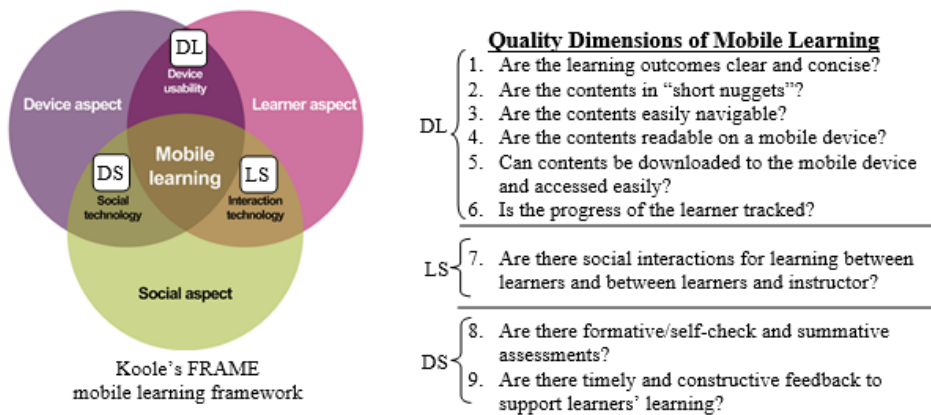 DL
Device
usability
Device aspect
Learner aspect
Mobile
learning
DS
LS
Social
technology
Interaction
technology
Social aspect
Koole's FRAME
mobile learning framework
Quality Dimensions of Mobile Learning
DL
1. Are the learning outcomes clear and concise?
2. Are the contents in “short nuggets”?
3. Are the contents easily navigable?
4. Are the contents readable on a mobile device?
5. Can contents be downloaded to the mobile device
and accessed easily?
6. Is the progress of the learner tracked?
LS
7. Are there social interactions for learning between
learners and between learners and instructor?
DS
8. Are there formative/self-check and summative
assessments?
9. Are there timely and constructive feedback to
support learners' learning?